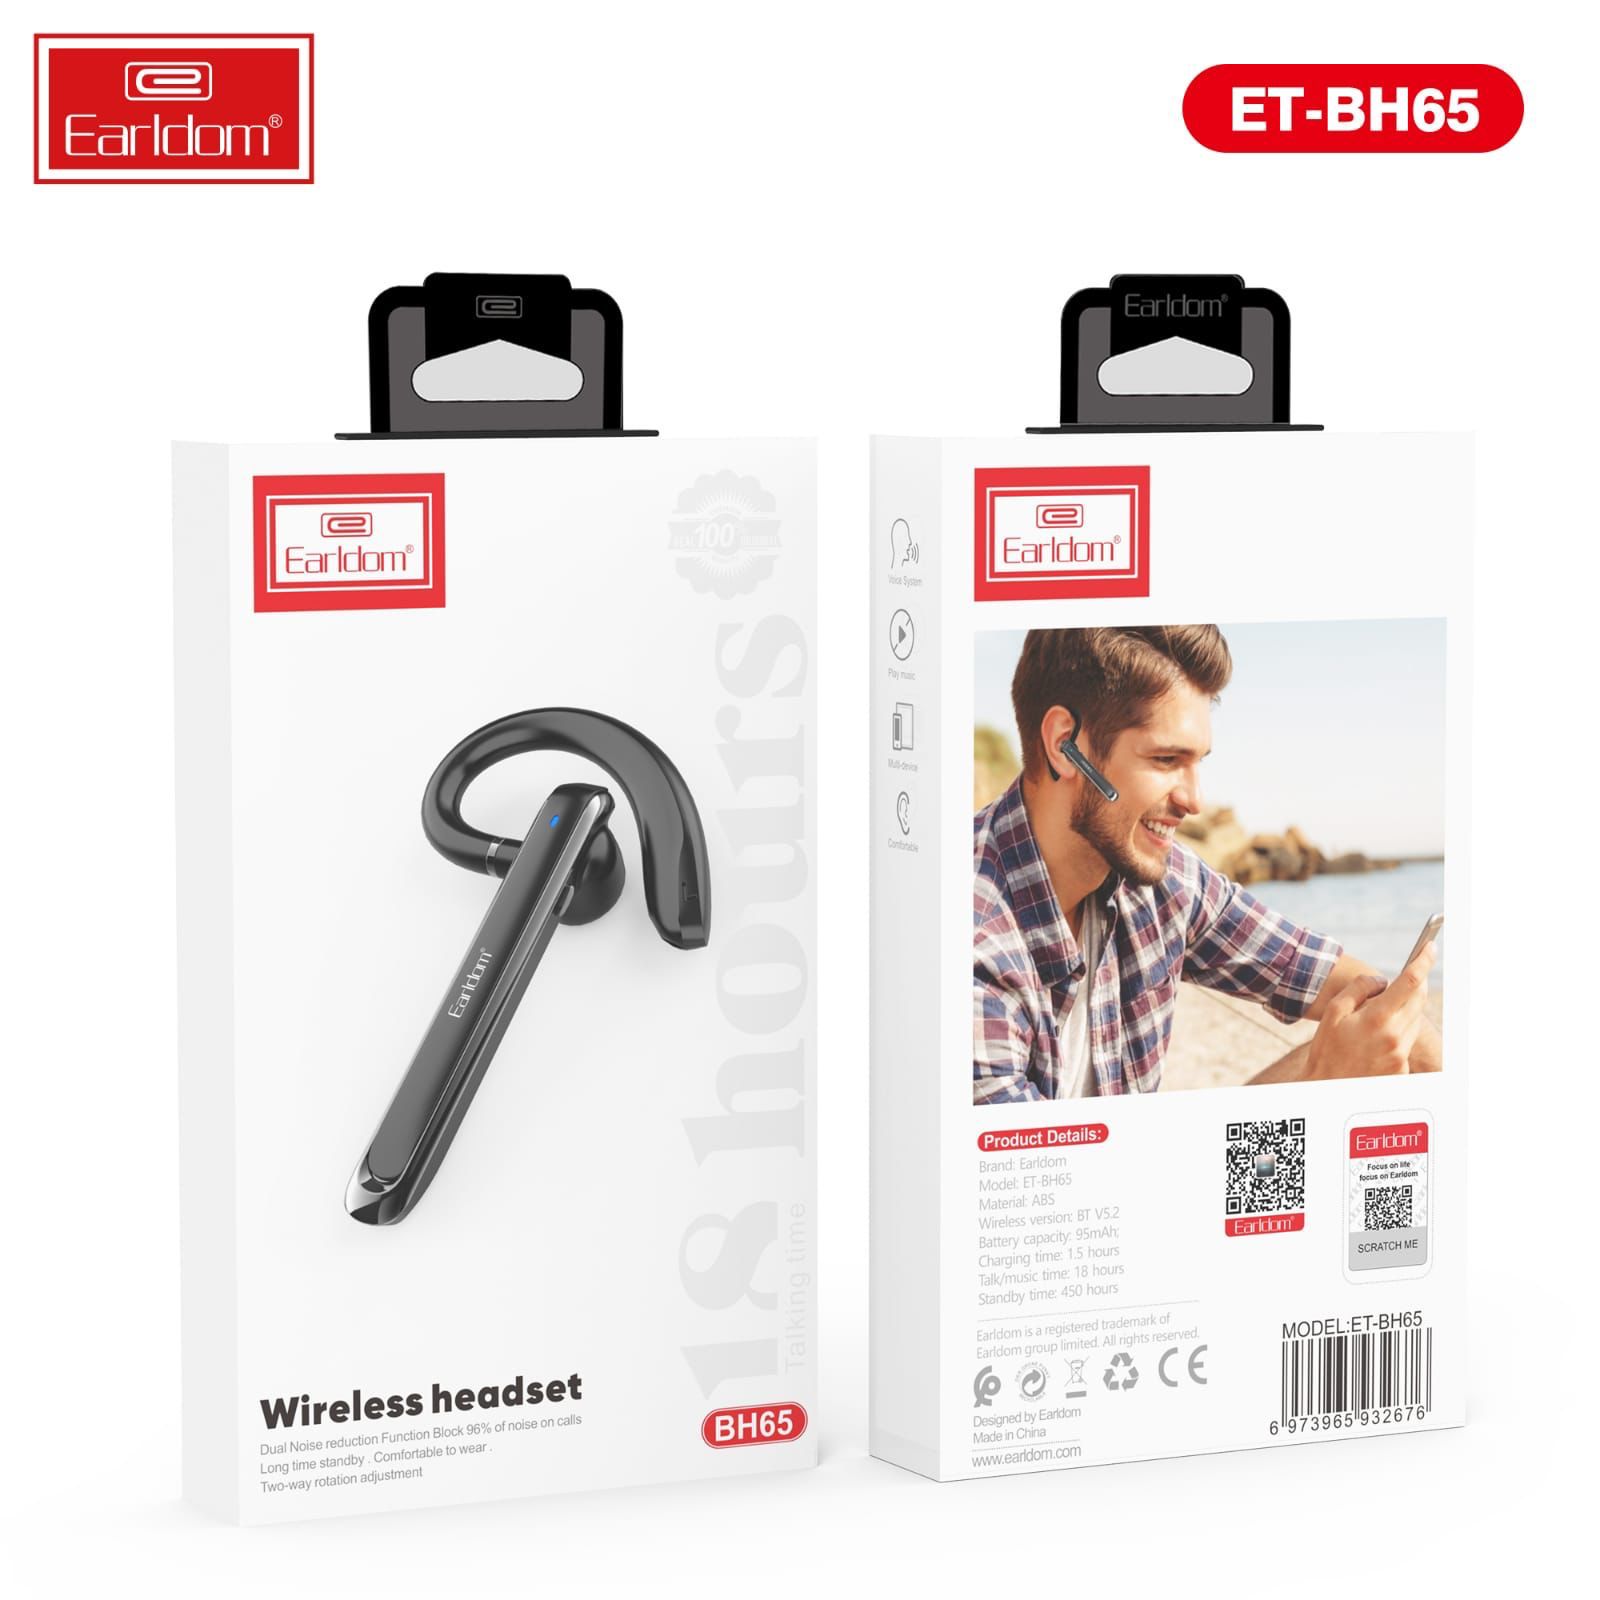 Earldom®
ET-BH65
Earldom®
REAL 100% ORIGINAL
18 hours
Talking time
Earldom
Wireless headset
Dual Noise reduction Function Block 96% of noise on calls
Long time standby . Comfortable to wear .
Two-way rotation adjustment
BH65
Earldom®
Voice System
Play music
Multi-device
Comfortable
Earldom®
Product Details:
Brand: Earldom
Model: ET-BH65
Material: ABS
Wireless version: BT V5.2
Battery capacity: 95mAh;
Charging time: 1.5 hours
Talk/music time: 18 hours
Standby time: 450 hours
Earldom®
Earldom®
Focus on life
focus on Earldom
SCRATCH ME
Earldom is a registered trademark of
Earldom group limited. All rights reserved.
CE
Designed by Earldom
Made in China
www.earldom.com
MODEL:ET-BH65
6 973965 932676